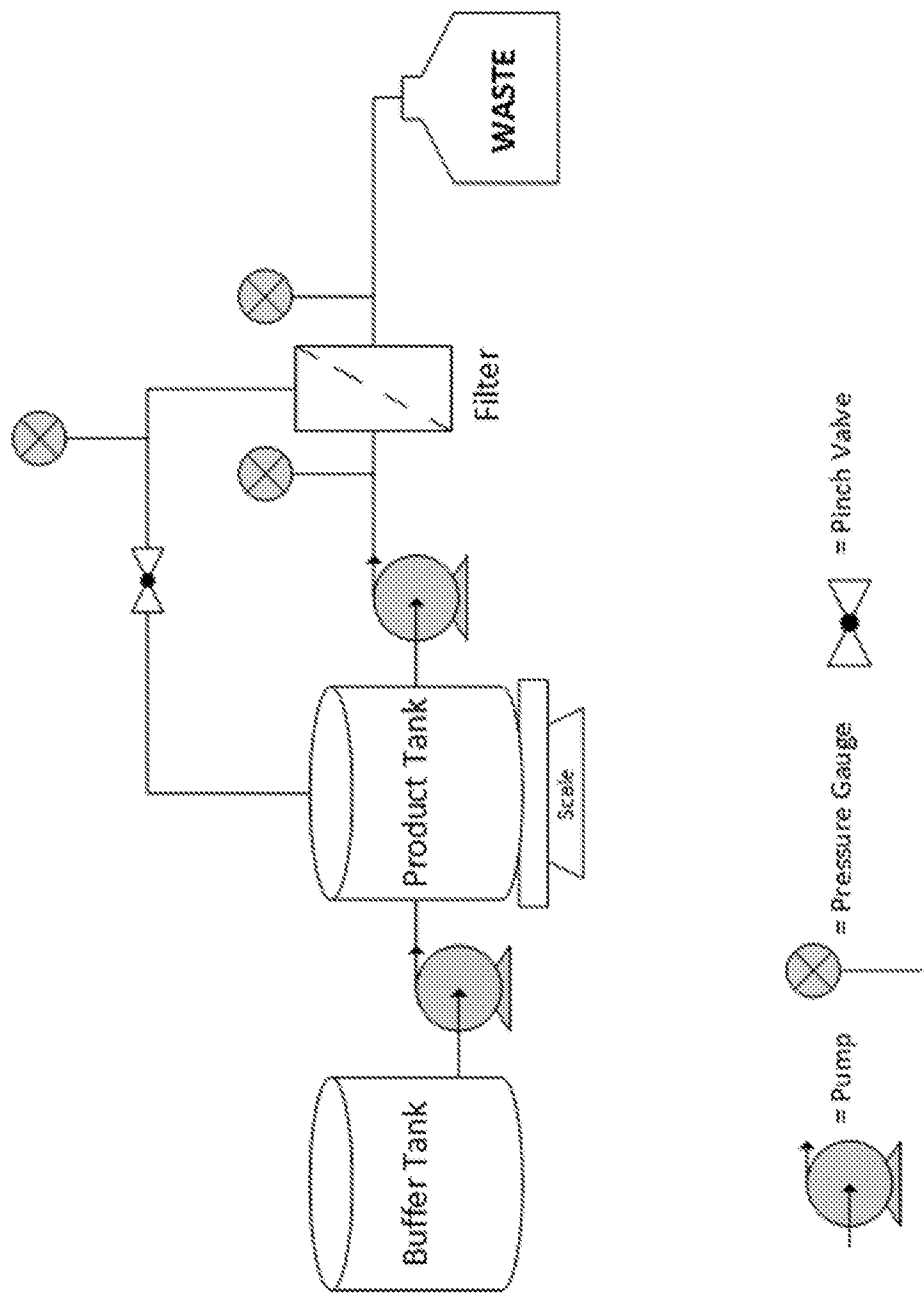 Buffer Tank
Product Tank
Scale
Filter
WASTE
= Pump
= Pressure Gauge
= Pinch Valve